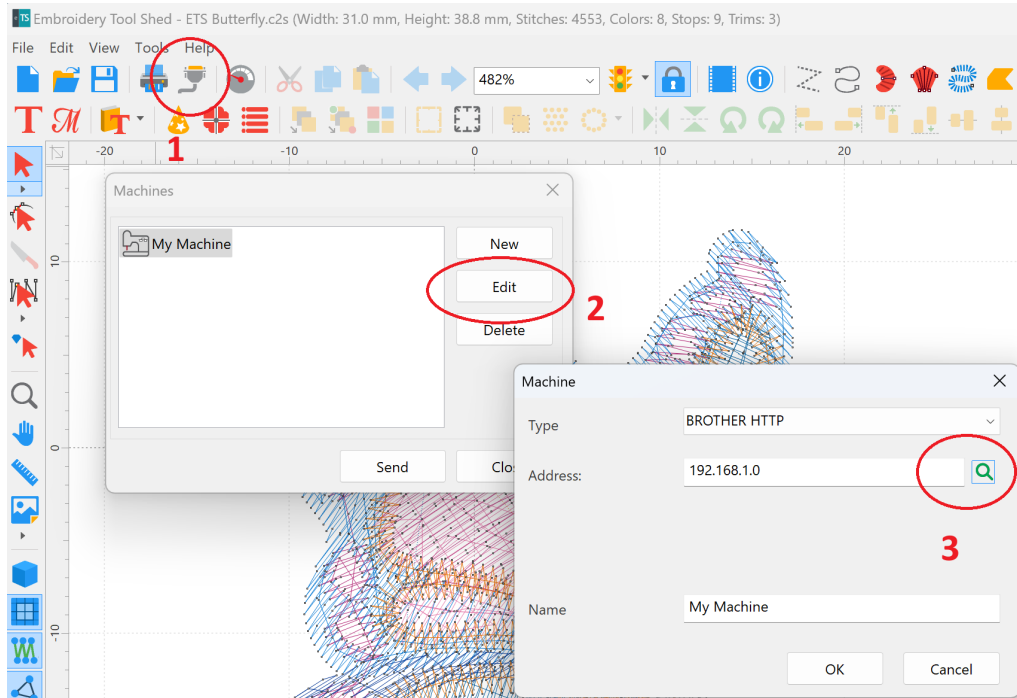 TS Embroidery Tool Shed - ETS Butterfly.c2s (Width: 31.0 mm, Height: 38.8 mm, Stitches: 4553, Colors: 8, Stops: 9, Trims: 3)
File Edit View Tools Help
482%
T M T
1
-20 -10 0 10 20
Machines
My Machine
New
10
Edit
2
Delete
Machine
Type BROTHER HTTP
0
Send Clos
Address: 192.168.1.0
3
Name My Machine
-10
OK Cancel